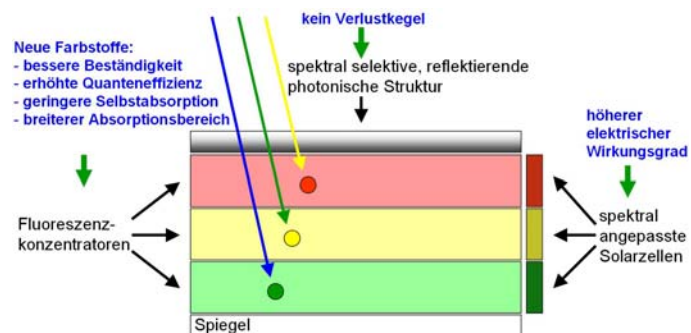 kein Verlustkegel
Neue Farbstoffe:
- bessere Beständigkeit
- erhöhte Quanteneffizienz
- geringere Selbstabsorption
- breiterer Absorptionsbereich
spektral selektive, reflektierende
photonische Struktur
höherer
elektrischer
Wirkungsgrad
Fluoreszenz-
konzentratoren
spektral
angepasste
Solarzellen
Spiegel